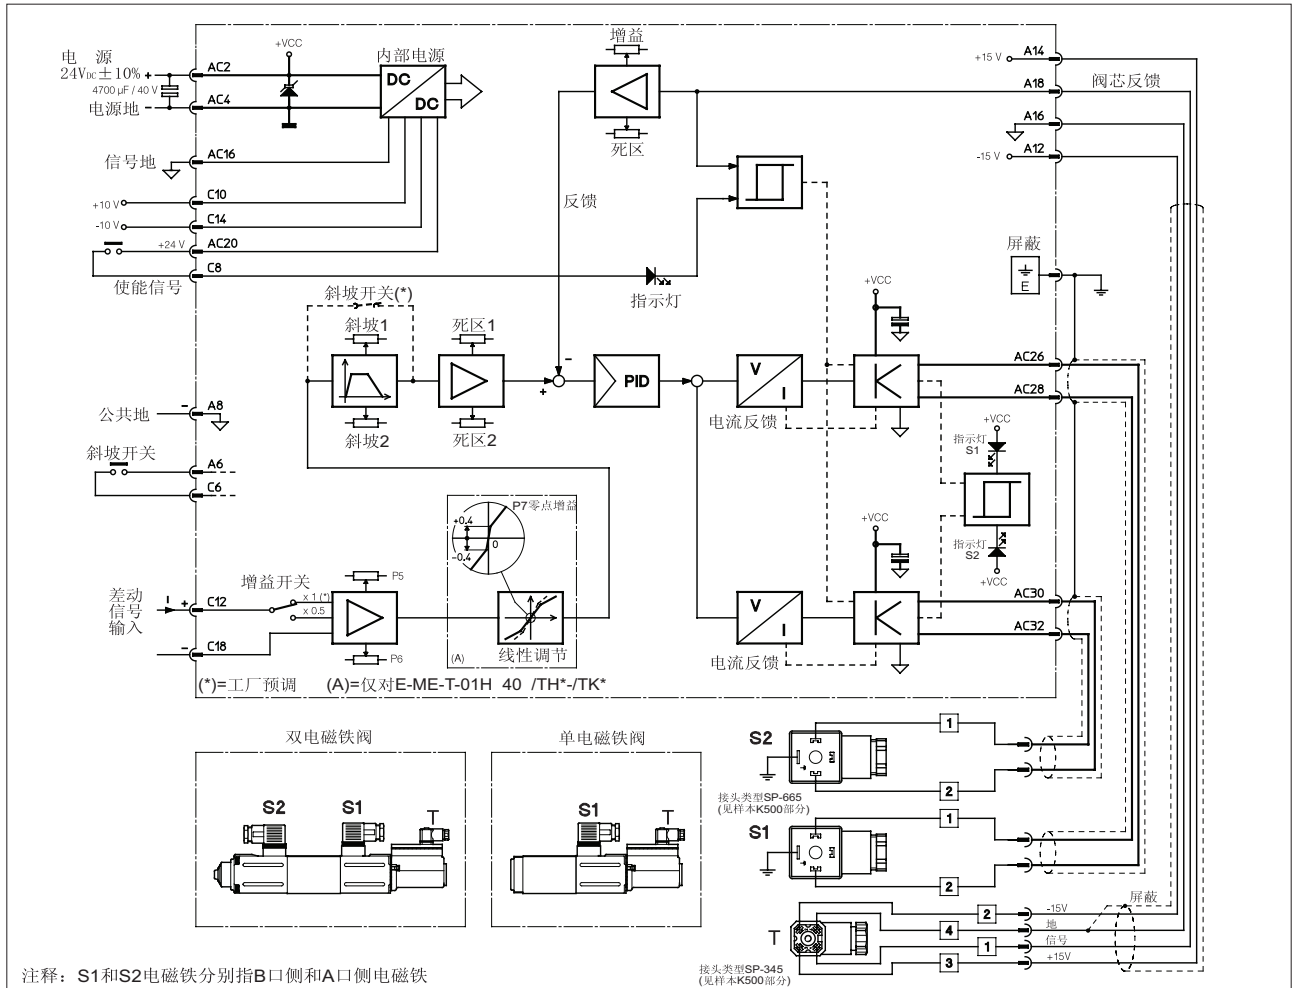 电 源
24VDC±10% +
4700 µF / 40 V
电源地 -
AC2
AC4
+VCC
内部电源
DC
DC
信号地
AC16
+10 V
C10
-10 V
C14
+24 V
AC20
使能信号
C8
增益
死区
反馈
指示灯
+15 V
A14
A18
阀芯反馈
A16
-15 V
A12
屏蔽
E
斜坡开关(*)
斜坡1
斜坡2
死区1
死区2
-
+
PID
V
I
电流反馈
+VCC
AC26
AC28
公共地
-
A8
斜坡开关
A6
C6
+VCC
指示灯
S1
指示灯
S2
+VCC
P7零点增益
+0.4
0
-0.4
(A)
线性调节
差动
信号
输入
I
+
C12
-
C18
增益开关
x 1 (*)
x 0.5
P5
P6
V
I
电流反馈
+VCC
AC30
AC32
(*)=工厂预调
(A)=仅对E-ME-T-01H 40 /TH*-/TK*
双电磁铁阀
S2
S1
T
单电磁铁阀
S1
T
S2
1
2
接头类型SP-665
(见样本K500部分)
S1
1
2
T
2
-15V
4
地
1
信号
3
+15V
屏蔽
接头类型SP-345
(见样本K500部分)
注释：S1和S2电磁铁分别指B口侧和A口侧电磁铁